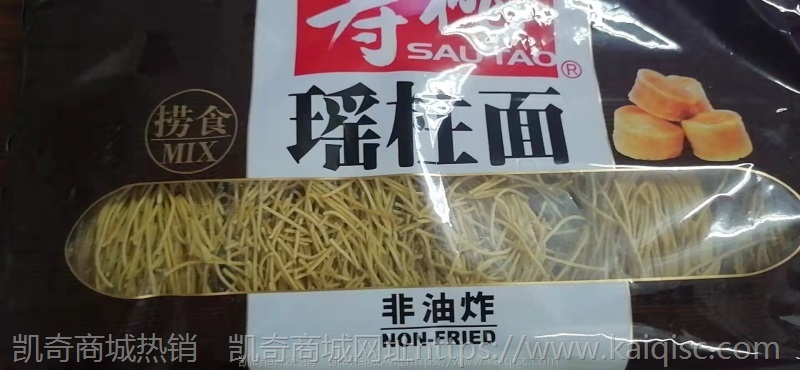 寿桃
SAU TAO
®
瑶柱面
捞食
MIX
非油炸
NON-FRIED
凯奇商城热销 凯奇商城网址https://www.kaiqisc.com